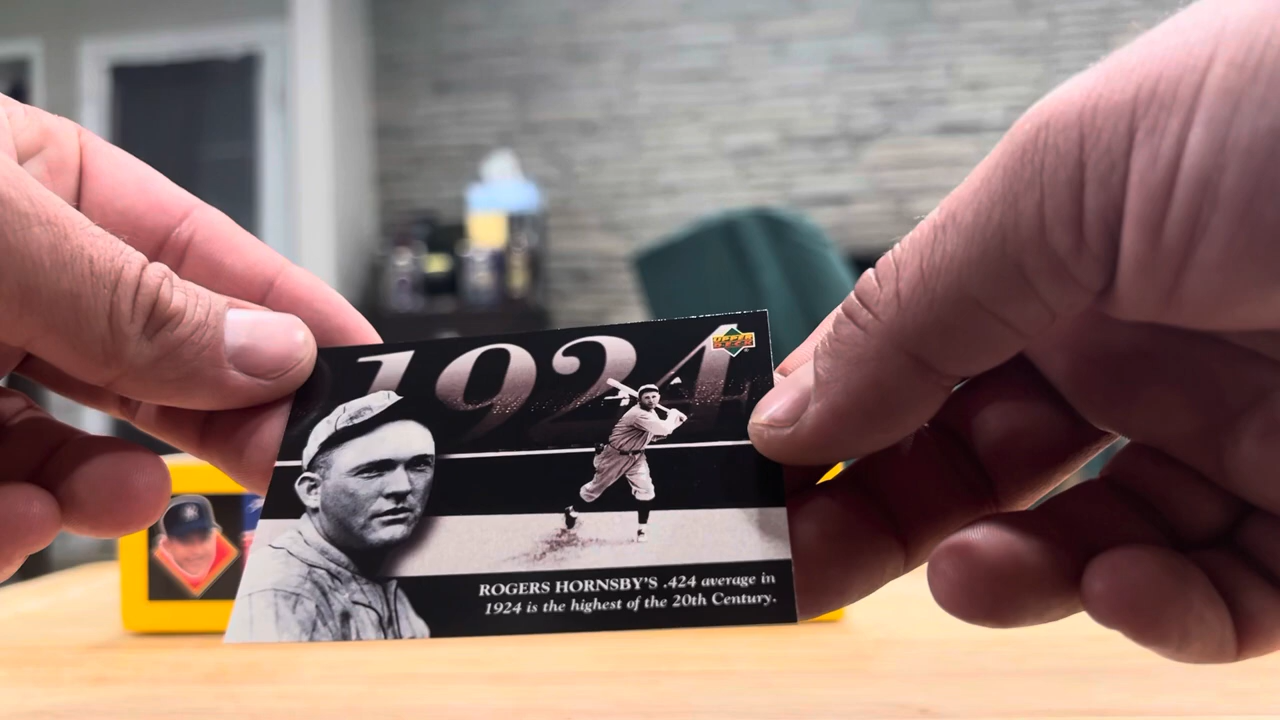 1924
UPPER
DECK
ROGERS HORNSBY'S .424 average in
1924 is the highest of the 20th Century.